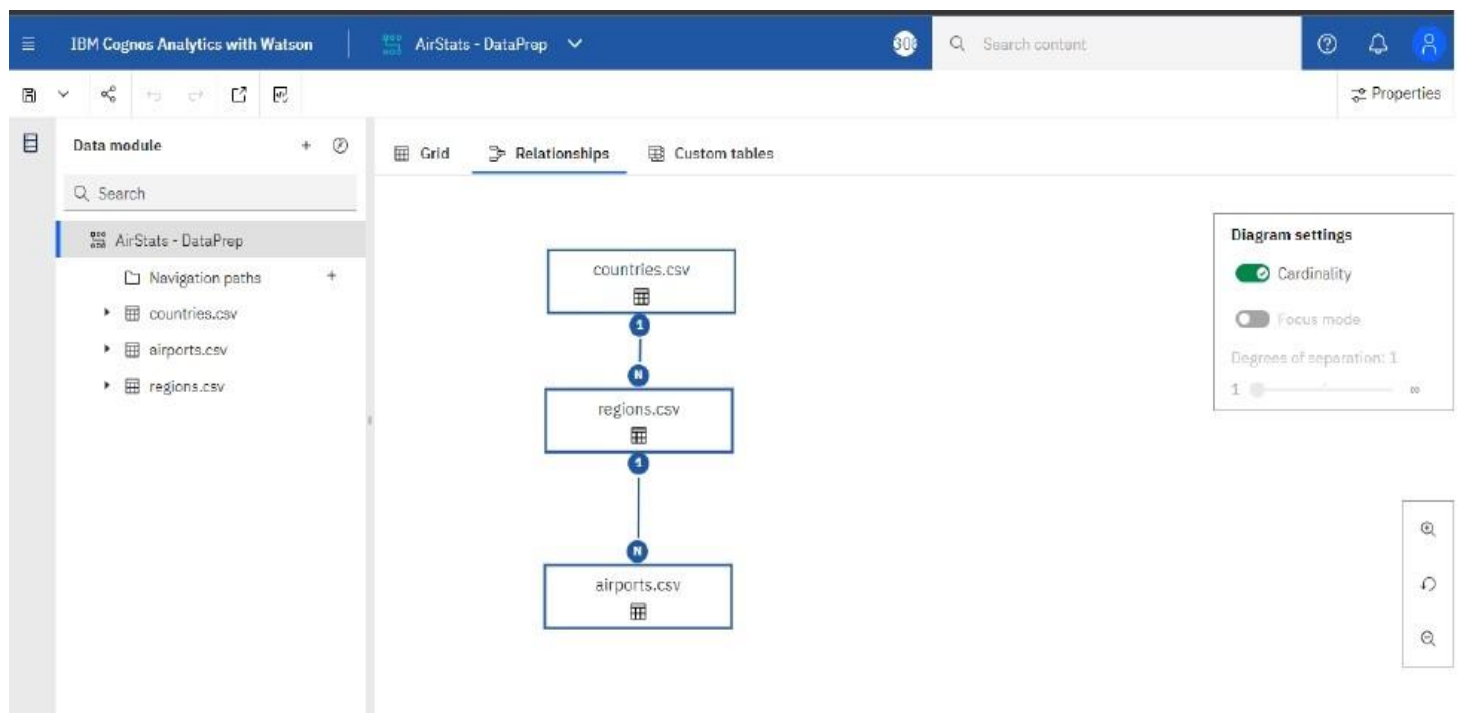 IBM Cognos Analytics with Watson
AirStats - DataPrep
Search content
Properties
Data module
Search
AirStats - DataPrep
Navigation paths
countries.csv
airports.csv
regions.csv
Grid
Relationships
Custom tables
countries.csv
1
N
regions.csv
1
N
airports.csv
Diagram settings
Cardinality
Focus mode
Degrees of separation: 1
1 ∞